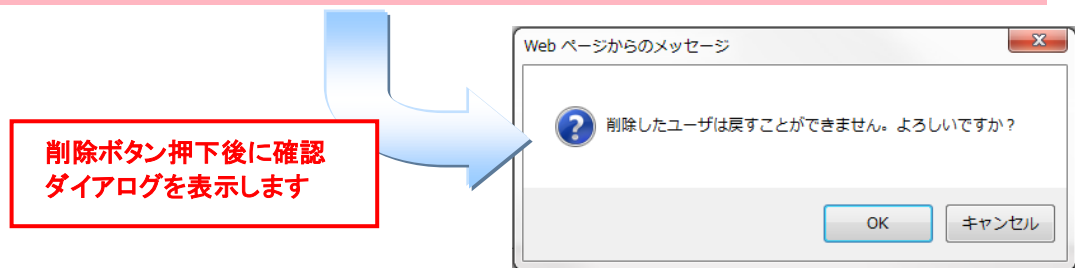 Web ページからのメッセージ
削除したユーザは戻すことができません。よろしいですか？
削除ボタン押下後に確認
ダイアログを表示します
OK
キャンセル